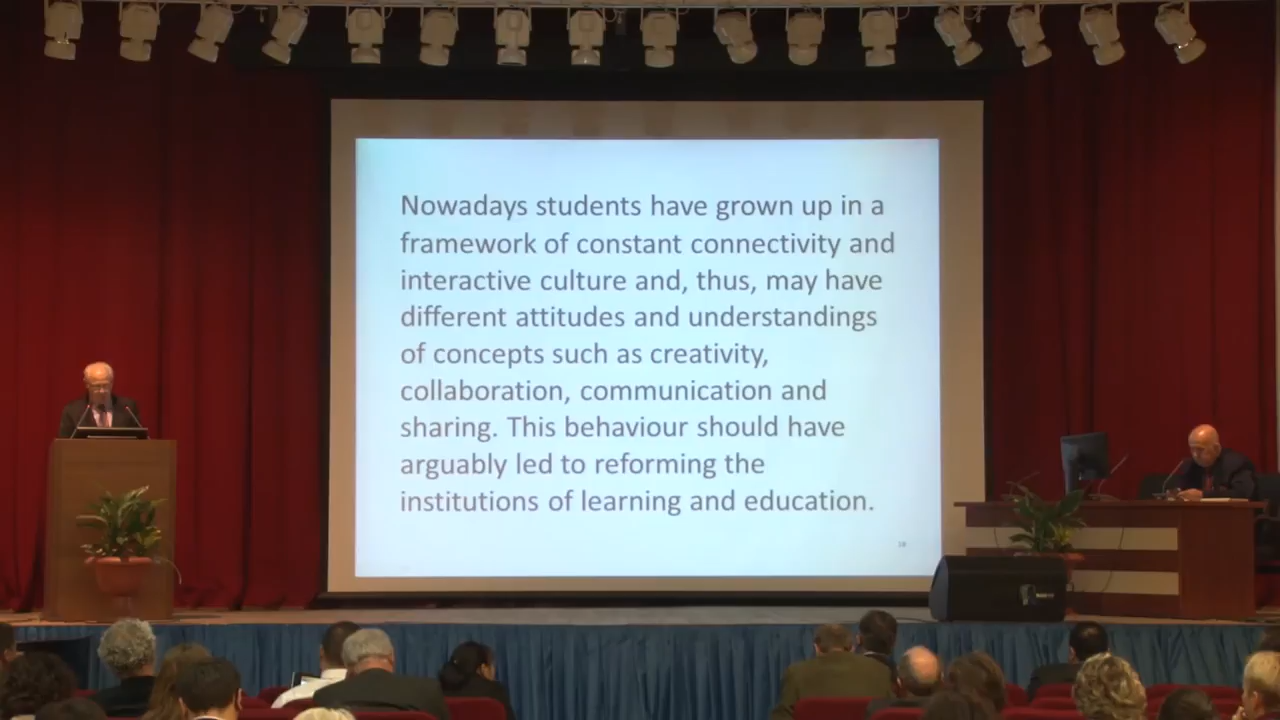 Nowadays students have grown up in a
framework of constant connectivity and
interactive culture and, thus, may have
different attitudes and understandings
of concepts such as creativity,
collaboration, communication and
sharing. This behaviour should have
arguably led to reforming the
institutions of learning and education.